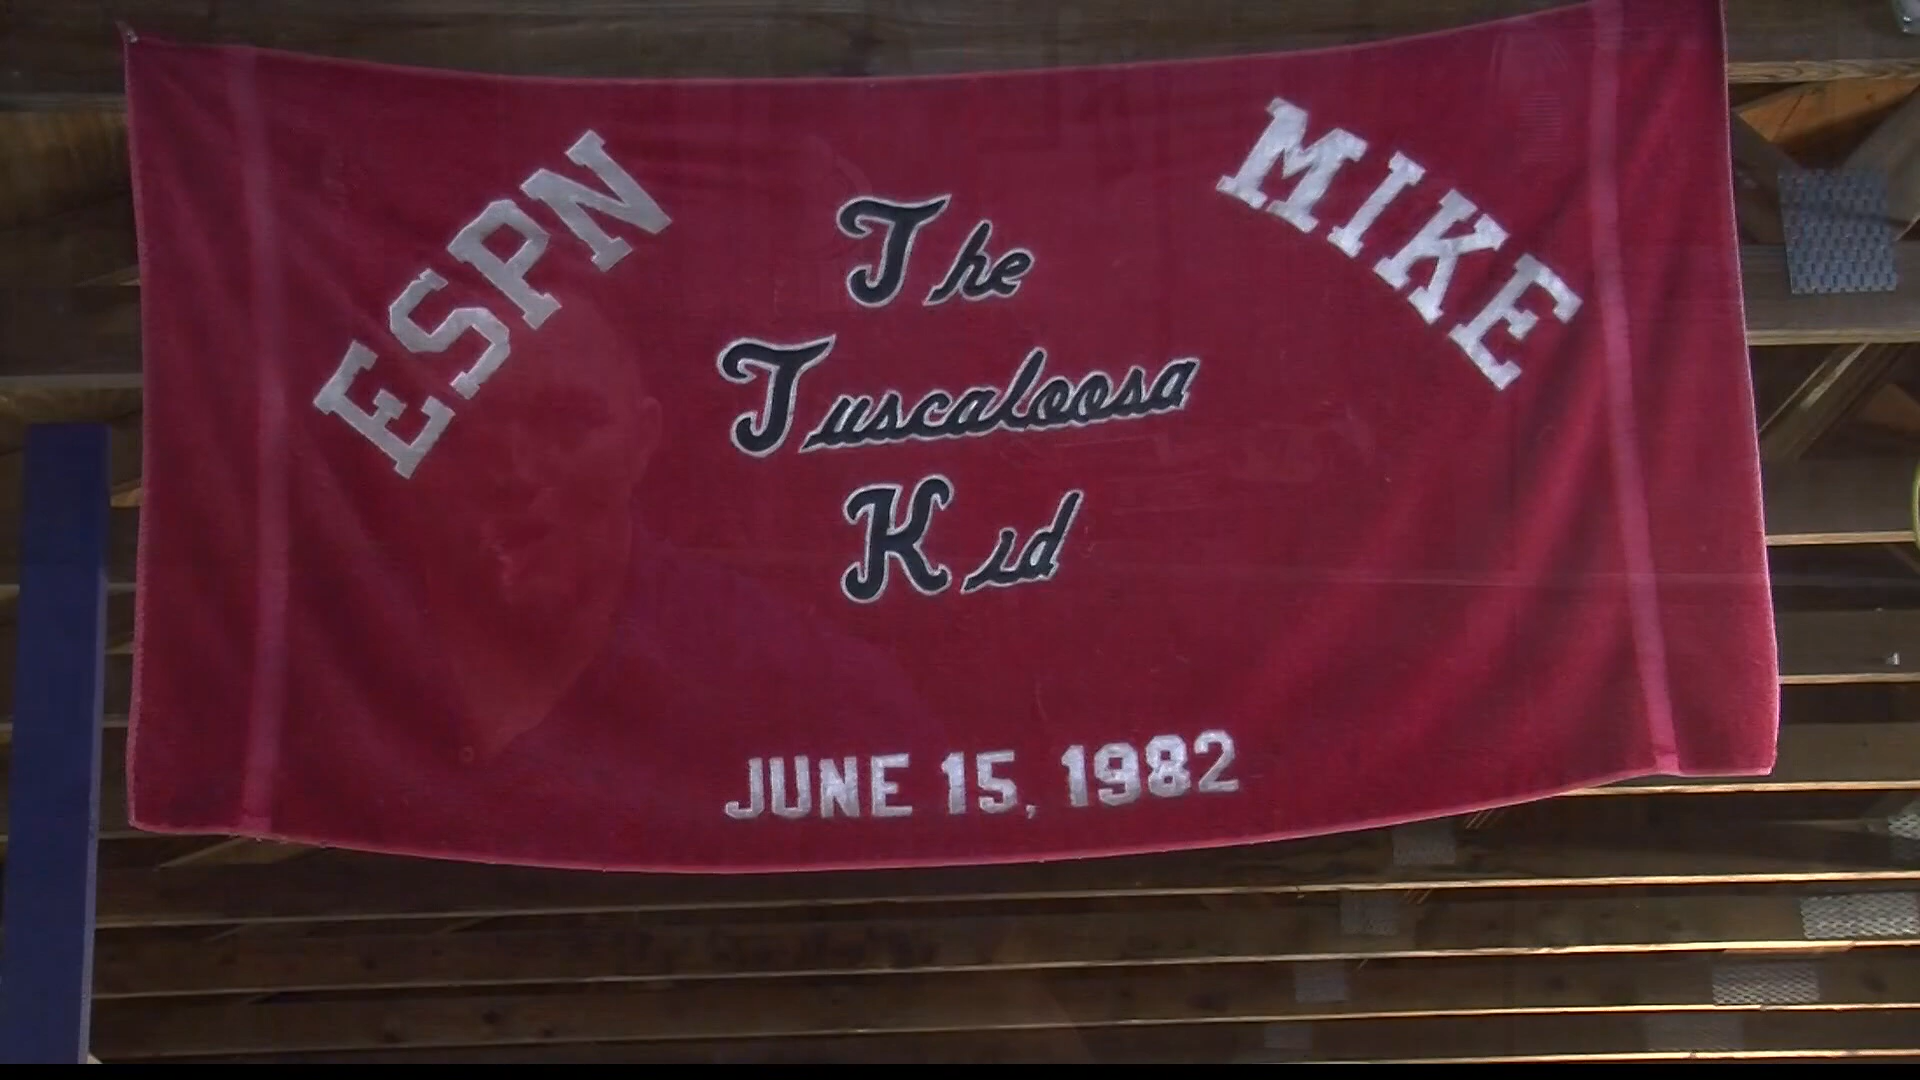 ESPN
MIKE
The
Tuscaloosa
Kid
JUNE 15, 1982